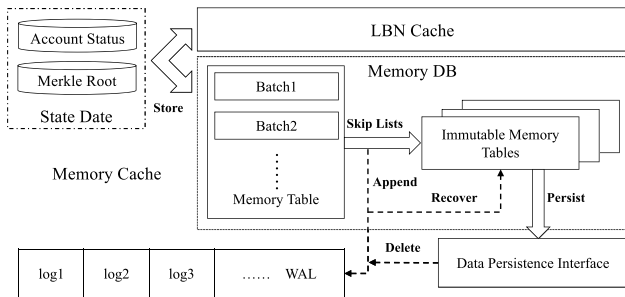 Account Status
Merkle Root
State Date
Store
LBN Cache
Memory DB
Batch1
Batch2
Memory Table
Skip Lists
Immutable Memory
Tables
Append
Recover
Persist
Memory Cache
Delete
log1
log2
log3
...... WAL
Data Persistence Interface